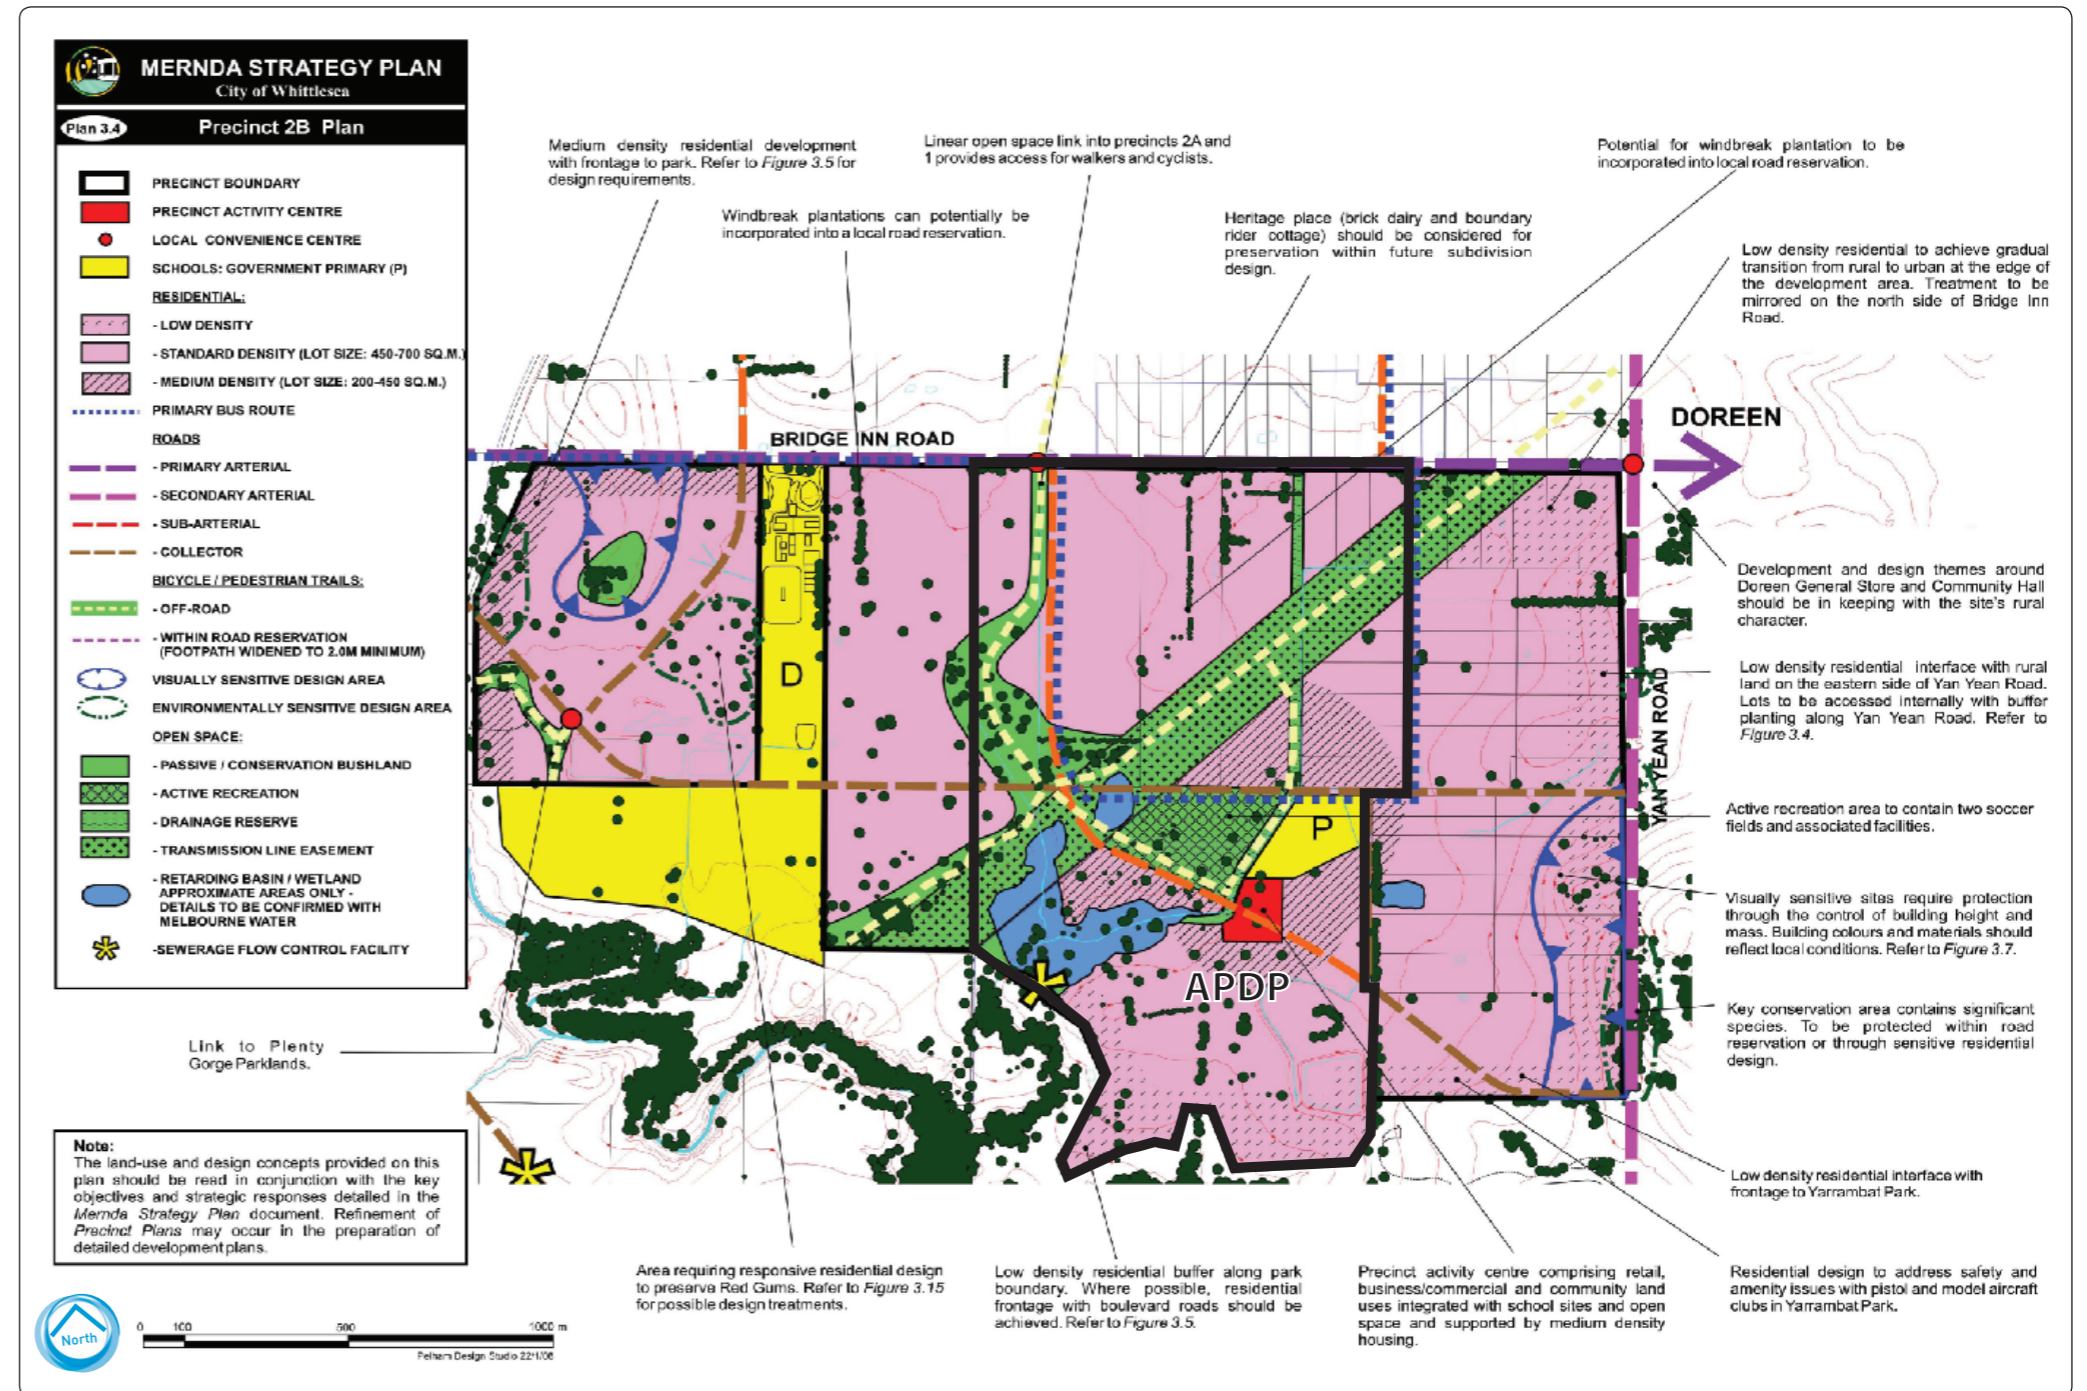 MERNDA STRATEGY PLAN
City of Whittlesea
Plan 3.4
Precinct 2B Plan
PRECINCT BOUNDARY
PRECINCT ACTIVITY CENTRE
LOCAL CONVENIENCE CENTRE
SCHOOLS: GOVERNMENT PRIMARY (P)
RESIDENTIAL:
- LOW DENSITY
- STANDARD DENSITY (LOT SIZE: 450-700 SQ.M.)
- MEDIUM DENSITY (LOT SIZE: 200-450 SQ.M.)
PRIMARY BUS ROUTE
ROADS
- PRIMARY ARTERIAL
- SECONDARY ARTERIAL
- SUB-ARTERIAL
- COLLECTOR
BICYCLE / PEDESTRIAN TRAILS:
- OFF-ROAD
- WITHIN ROAD RESERVATION
(FOOTPATH WIDENED TO 2.0M MINIMUM)
VISUALLY SENSITIVE DESIGN AREA
ENVIRONMENTALLY SENSITIVE DESIGN AREA
OPEN SPACE:
- PASSIVE / CONSERVATION BUSHLAND
- ACTIVE RECREATION
- DRAINAGE RESERVE
- TRANSMISSION LINE EASEMENT
- RETARDING BASIN / WETLAND
APPROXIMATE AREAS ONLY -
DETAILS TO BE CONFIRMED WITH
MELBOURNE WATER
-SEWERAGE FLOW CONTROL FACILITY
Medium density residential development
with frontage to park. Refer to Figure 3.5 for
design requirements.
Windbreak plantations can potentially be
incorporated into a local road reservation.
Linear open space link into precincts 2A and
1 provides access for walkers and cyclists.
Heritage place (brick dairy and boundary
rider cottage) should be considered for
preservation within future subdivision
design.
Potential for windbreak plantation to be
incorporated into local road reservation.
Low density residential to achieve gradual
transition from rural to urban at the edge of
the development area. Treatment to be
mirrored on the north side of Bridge Inn
Road.
DOREEN
BRIDGE INN ROAD
YAN YEAN ROAD
D
P
APDP
Development and design themes around
Doreen General Store and Community Hall
should be in keeping with the site's rural
character.
Low density residential interface with rural
land on the eastern side of Yan Yean Road.
Lots to be accessed internally with buffer
planting along Yan Yean Road. Refer to
Figure 3.4.
Active recreation area to contain two soccer
fields and associated facilities.
Visually sensitive sites require protection
through the control of building height and
mass. Building colours and materials should
reflect local conditions. Refer to Figure 3.7.
Key conservation area contains significant
species. To be protected within road
reservation or through sensitive residential
design.
Low density residential interface with
frontage to Yarrambat Park.
Residential design to address safety and
amenity issues with pistol and model aircraft
clubs in Yarrambat Park.
Precinct activity centre comprising retail,
business/commercial and community land
uses integrated with school sites and open
space and supported by medium density
housing.
Low density residential buffer along park
boundary. Where possible, residential
frontage with boulevard roads should be
achieved. Refer to Figure 3.5.
Area requiring responsive residential design
to preserve Red Gums. Refer to Figure 3.15
for possible design treatments.
Link to Plenty
Gorge Parklands.
Note:
The land-use and design concepts provided on this
plan should be read in conjunction with the key
objectives and strategic responses detailed in the
Mernda Strategy Plan document. Refinement of
Precinct Plans may occur in the preparation of
detailed development plans.
North
0 100 500 1000 m
Pelham Design Studio 22/1/06